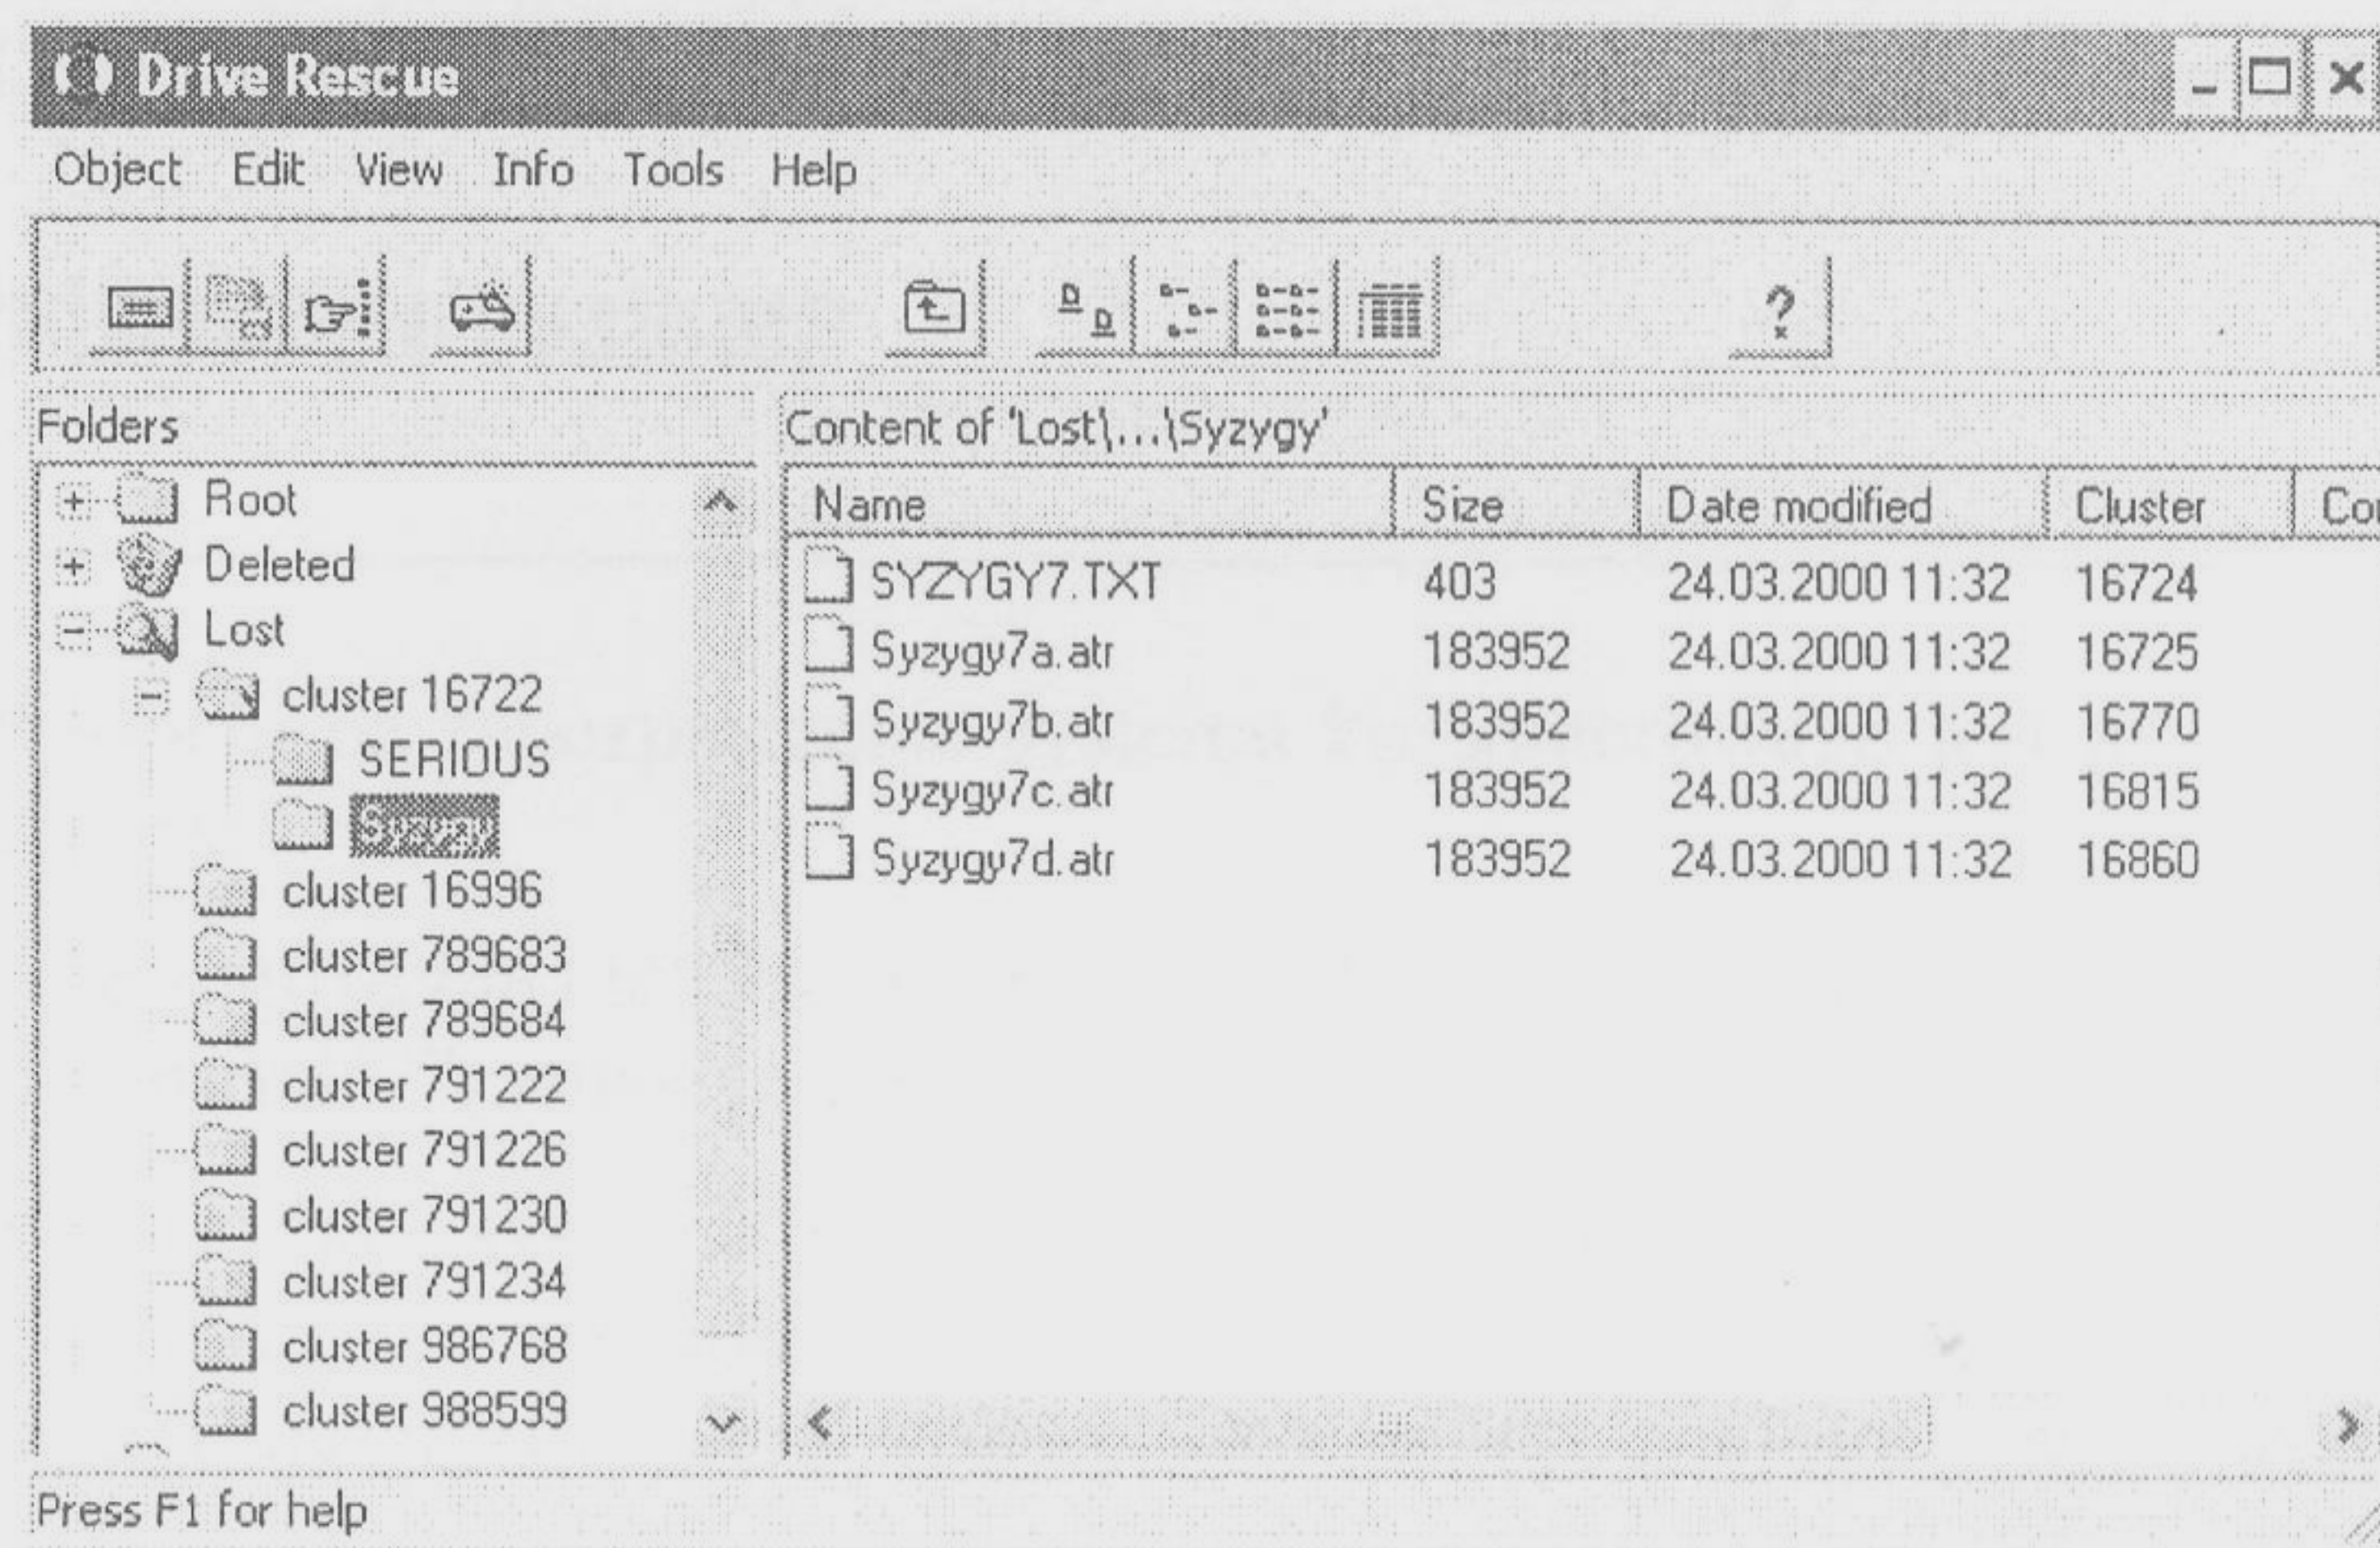 Drive Rescue
Object Edit View Info Tools Help
Folders
Root
Deleted
Lost
cluster 16722
SERIOUS
Syzygy
cluster 16996
cluster 789683
cluster 789684
cluster 791222
cluster 791226
cluster 791230
cluster 791234
cluster 986768
cluster 988599
Content of 'Lost\...\Syzygy'
Name Size Date modified Cluster
SYZYGY7.TXT 403 24.03.2000 11:32 16724
Syzygy7a.atr 183952 24.03.2000 11:32 16725
Syzygy7b.atr 183952 24.03.2000 11:32 16770
Syzygy7c.atr 183952 24.03.2000 11:32 16815
Syzygy7d.atr 183952 24.03.2000 11:32 16860
Press F1 for help